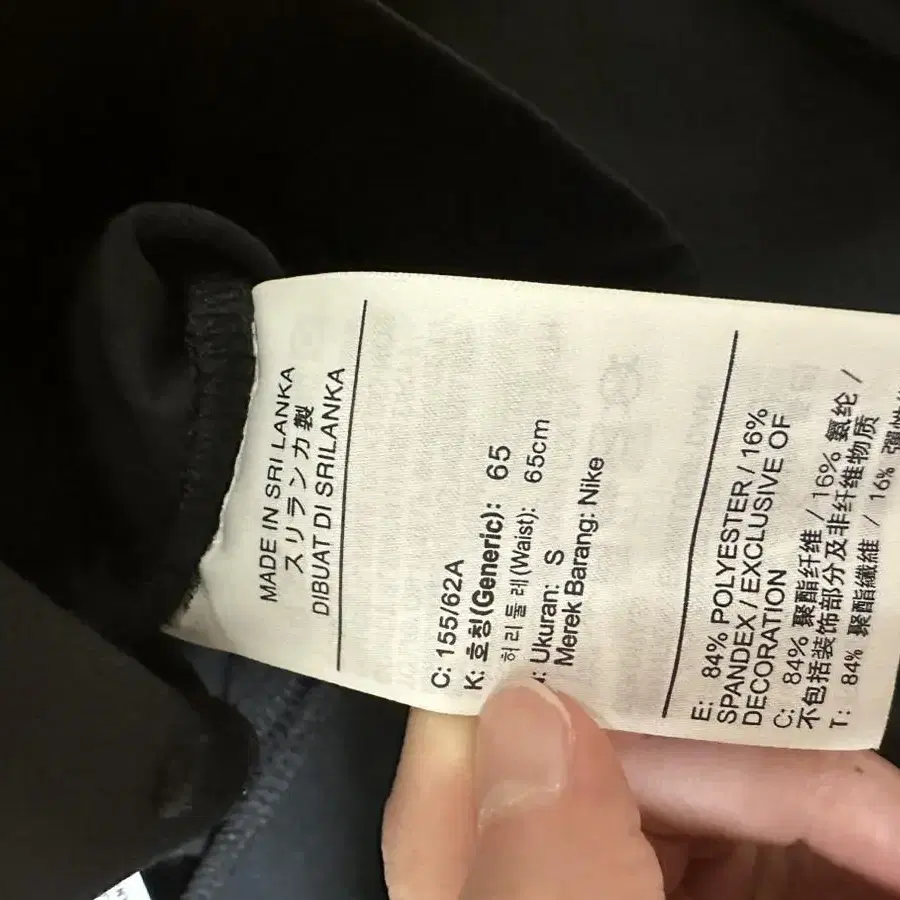 MADE IN SRI LANKA
スリランカ製
DIBUAT DI SRILANKA
C: 155/62A
K: 호칭(Generic): 65
허리둘레(Waist): 65cm
Ukuran: S
Merek Barang: Nike
E: 84% POLYESTER / 16%
SPANDEX / EXCLUSIVE OF
DECORATION
C: 84% 聚酯纤维 / 16% 氨纶 /
不包括装饰部分及非纤维物质
T: 84% 聚酯纖維 / 16%